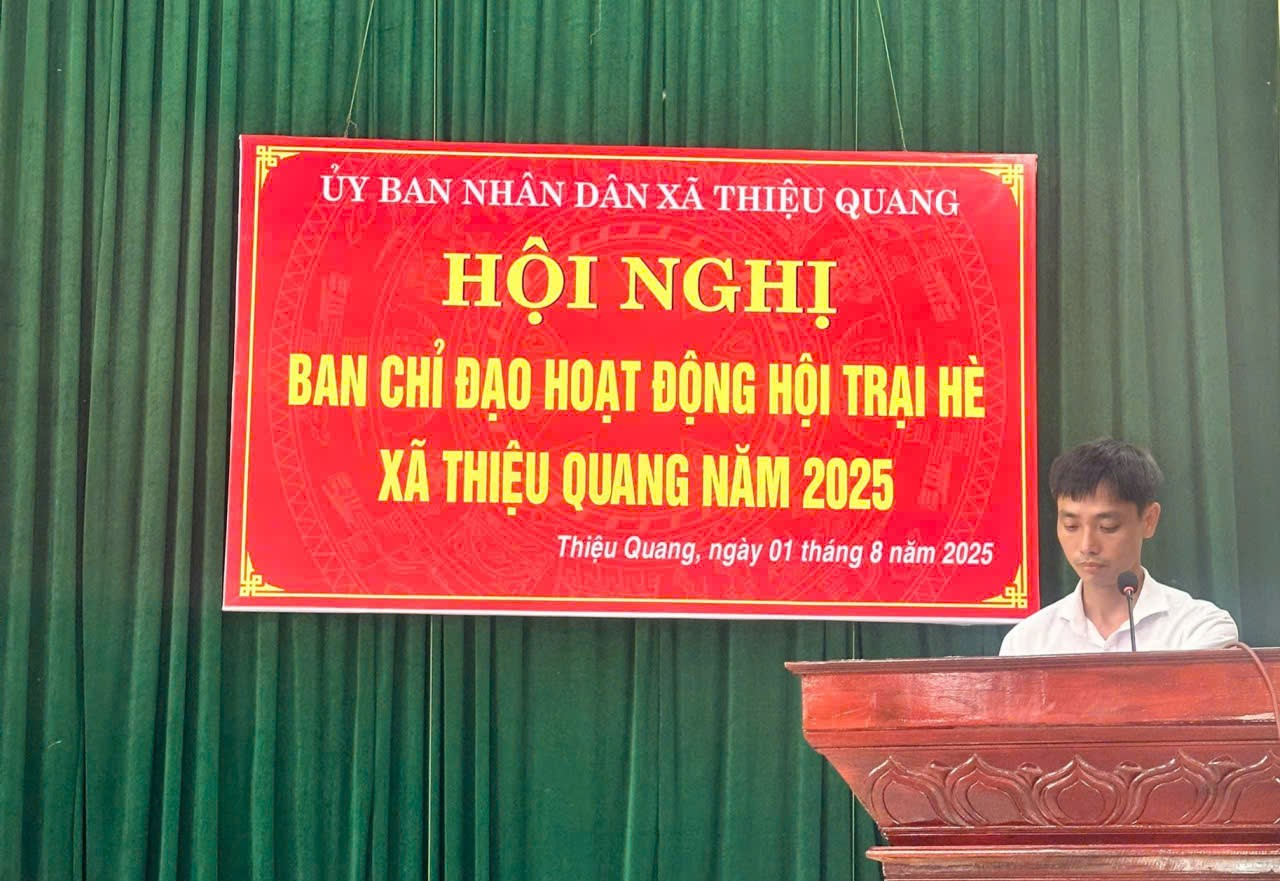 ỦY BAN NHÂN DÂN XÃ THIỆU QUANG
HỘI NGHỊ
BAN CHỈ ĐẠO HOẠT ĐỘNG HỘI TRẠI HÈ
XÃ THIỆU QUANG NĂM 2025
Thiệu Quang, ngày 01 tháng 8 năm 2025